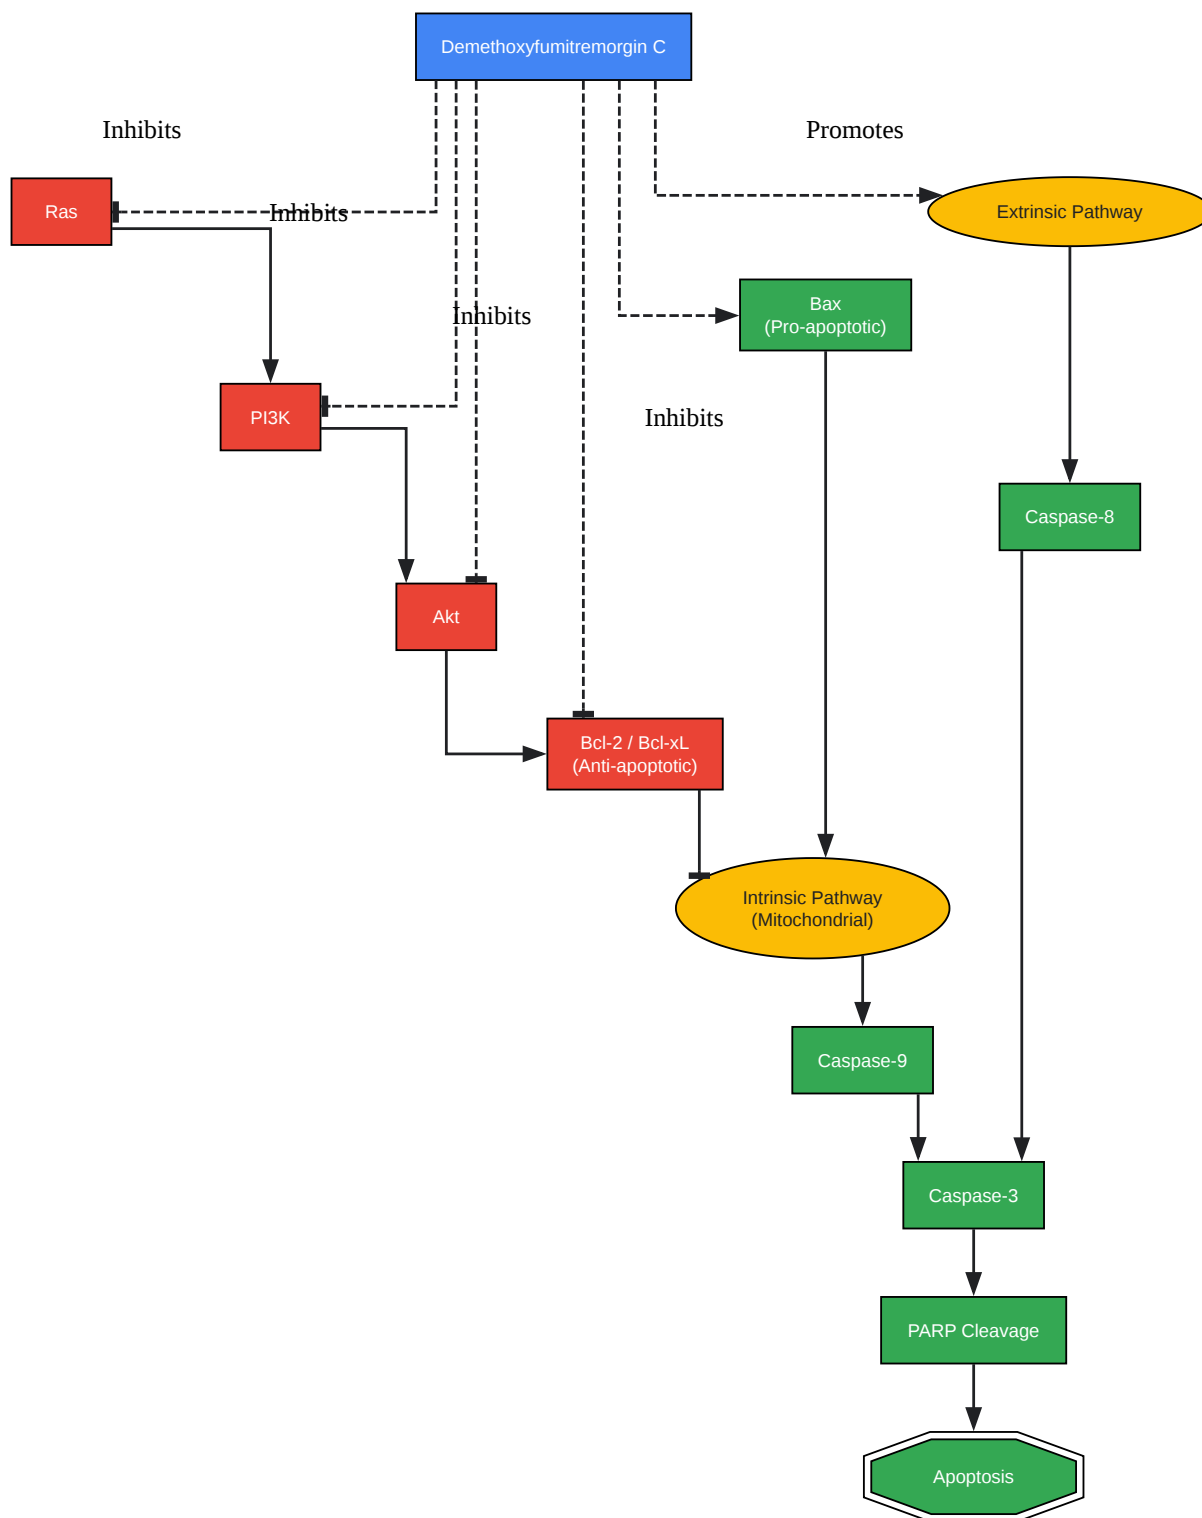 Demethoxyfumitremorgin C
Inhibits
Promotes
Ras
Inhibits
Extrinsic Pathway
Bax
(Pro-apoptotic)
Inhibits
PI3K
Inhibits
Caspase-8
Akt
Bcl-2 / Bcl-xL
(Anti-apoptotic)
Intrinsic Pathway
(Mitochondrial)
Caspase-9
Caspase-3
PARP Cleavage
Apoptosis